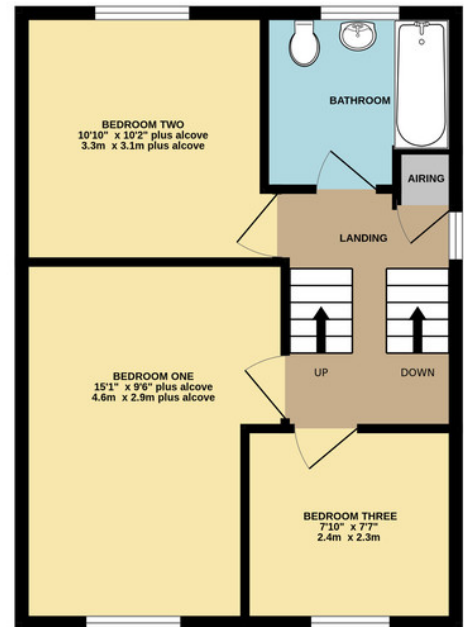 BATHROOM
BEDROOM TWO
10'10" x 10'2" plus alcove
3.3m x 3.1m plus alcove
AIRING
LANDING
UP
DOWN
BEDROOM ONE
15'1" x 9'6" plus alcove
4.6m x 2.9m plus alcove
BEDROOM THREE
7'10" x 7'7"
2.4m x 2.3m